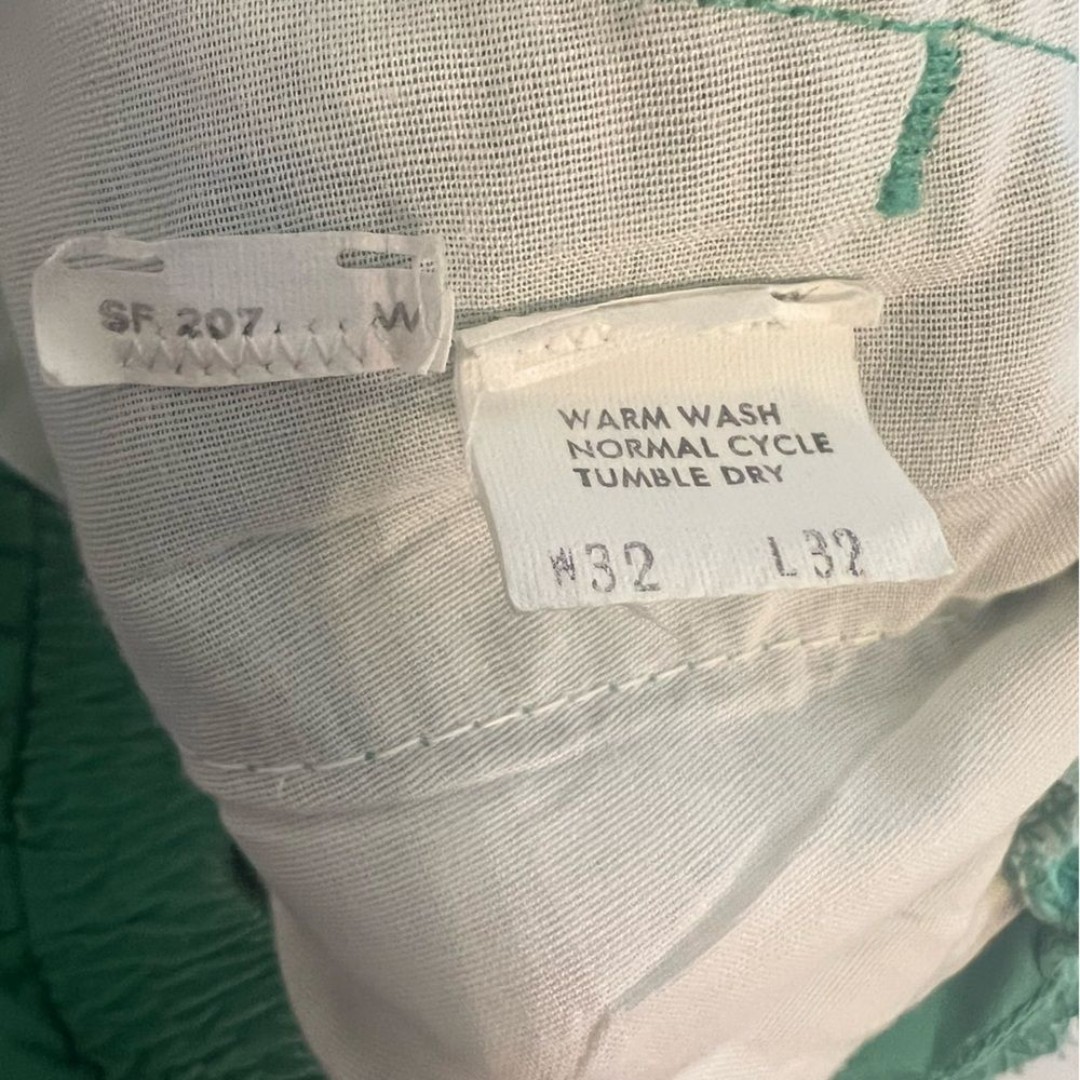 SF 207 W
WARM WASH
NORMAL CYCLE
TUMBLE DRY
W32 L32